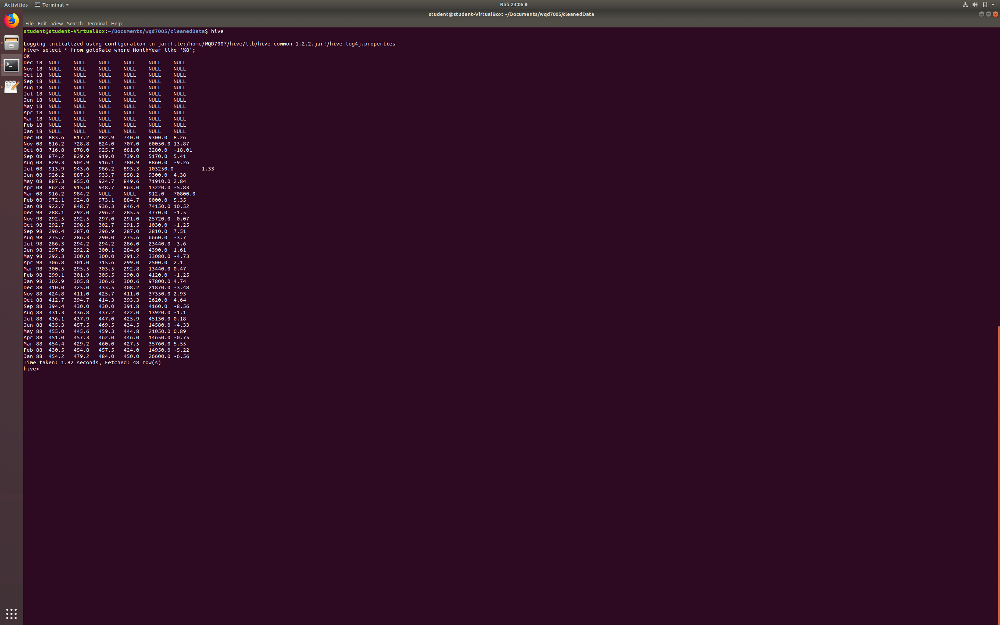 Activities Terminal Rab 23:06
student@student-VirtualBox: ~/Documents/wqd7005/cleanedData
File Edit View Search Terminal Help
student@student-VirtualBox:~/Documents/wqd7005/cleanedData$ hive
Logging initialized using configuration in jar:file:/home/WQD7007/hive/lib/hive-common-1.2.2.jar!/hive-log4j.properties
hive> select * from goldRate where MonthYear like '%8';
OK
Dec 18 NULL NULL NULL NULL NULL NULL
Nov 18 NULL NULL NULL NULL NULL NULL
Oct 18 NULL NULL NULL NULL NULL NULL
Sep 18 NULL NULL NULL NULL NULL NULL
Aug 18 NULL NULL NULL NULL NULL NULL
Jul 18 NULL NULL NULL NULL NULL NULL
Jun 18 NULL NULL NULL NULL NULL NULL
May 18 NULL NULL NULL NULL NULL NULL
Apr 18 NULL NULL NULL NULL NULL NULL
Mar 18 NULL NULL NULL NULL NULL NULL
Feb 18 NULL NULL NULL NULL NULL NULL
Jan 18 NULL NULL NULL NULL NULL NULL
Dec 08 883.6 817.2 882.9 740.0 9300.0 8.26
Nov 08 816.2 728.8 824.0 707.0 60050.0 13.87
Oct 08 716.8 878.0 925.7 681.0 3280.0 -18.01
Sep 08 874.2 829.9 919.0 739.0 5170.0 5.41
Aug 08 829.3 904.9 916.1 780.9 8860.0 -9.26
Jul 08 913.9 943.6 986.2 893.3 103250.0 -1.33
Jun 08 926.2 887.3 933.7 858.2 9300.0 4.38
May 08 887.3 855.0 924.7 849.6 71910.0 2.84
Apr 08 862.8 915.0 948.7 863.0 13220.0 -5.83
Mar 08 916.2 984.2 NULL NULL 912.0 70800.0
Feb 08 972.1 924.8 973.1 884.7 8000.0 5.35
Jan 08 922.7 848.7 936.3 846.4 74150.0 10.52
Dec 98 288.1 292.0 296.2 285.5 4770.0 -1.5
Nov 98 292.5 292.5 297.0 291.0 25720.0 -0.07
Oct 98 292.7 298.5 302.7 291.5 1030.0 -1.25
Sep 98 296.4 287.0 296.9 287.0 2810.0 7.51
Aug 98 275.7 286.3 290.0 275.6 6660.0 -3.7
Jul 98 286.3 294.2 294.2 286.0 23440.0 -3.6
Jun 98 297.0 292.2 300.1 284.6 4390.0 1.61
May 98 292.3 300.0 300.0 291.2 33080.0 -4.73
Apr 98 306.8 301.0 315.6 299.0 2500.0 2.1
Mar 98 300.5 295.5 303.5 292.8 13440.0 0.47
Feb 98 299.1 301.9 305.5 290.8 4120.0 -1.25
Jan 98 302.9 305.8 306.6 300.6 97800.0 4.74
Dec 88 410.0 425.0 433.5 408.2 21870.0 -3.48
Nov 88 424.8 411.0 425.7 411.0 37350.0 2.93
Oct 88 412.7 394.7 414.3 393.3 2620.0 4.64
Sep 88 394.4 430.0 430.0 391.8 4160.0 -8.56
Aug 88 431.3 436.8 437.2 422.0 13920.0 -1.1
Jul 88 436.1 437.9 447.0 425.9 45130.0 0.18
Jun 88 435.3 457.5 469.5 434.5 14580.0 -4.33
May 88 455.0 445.6 459.3 444.8 21050.0 0.89
Apr 88 451.0 457.3 462.0 446.0 14650.0 -0.75
Mar 88 454.4 429.2 460.0 427.5 35760.0 5.55
Feb 88 430.5 454.8 457.5 424.0 14950.0 -5.22
Jan 88 454.2 479.2 484.0 450.0 26600.0 -6.56
Time taken: 1.82 seconds, Fetched: 48 row(s)
hive>